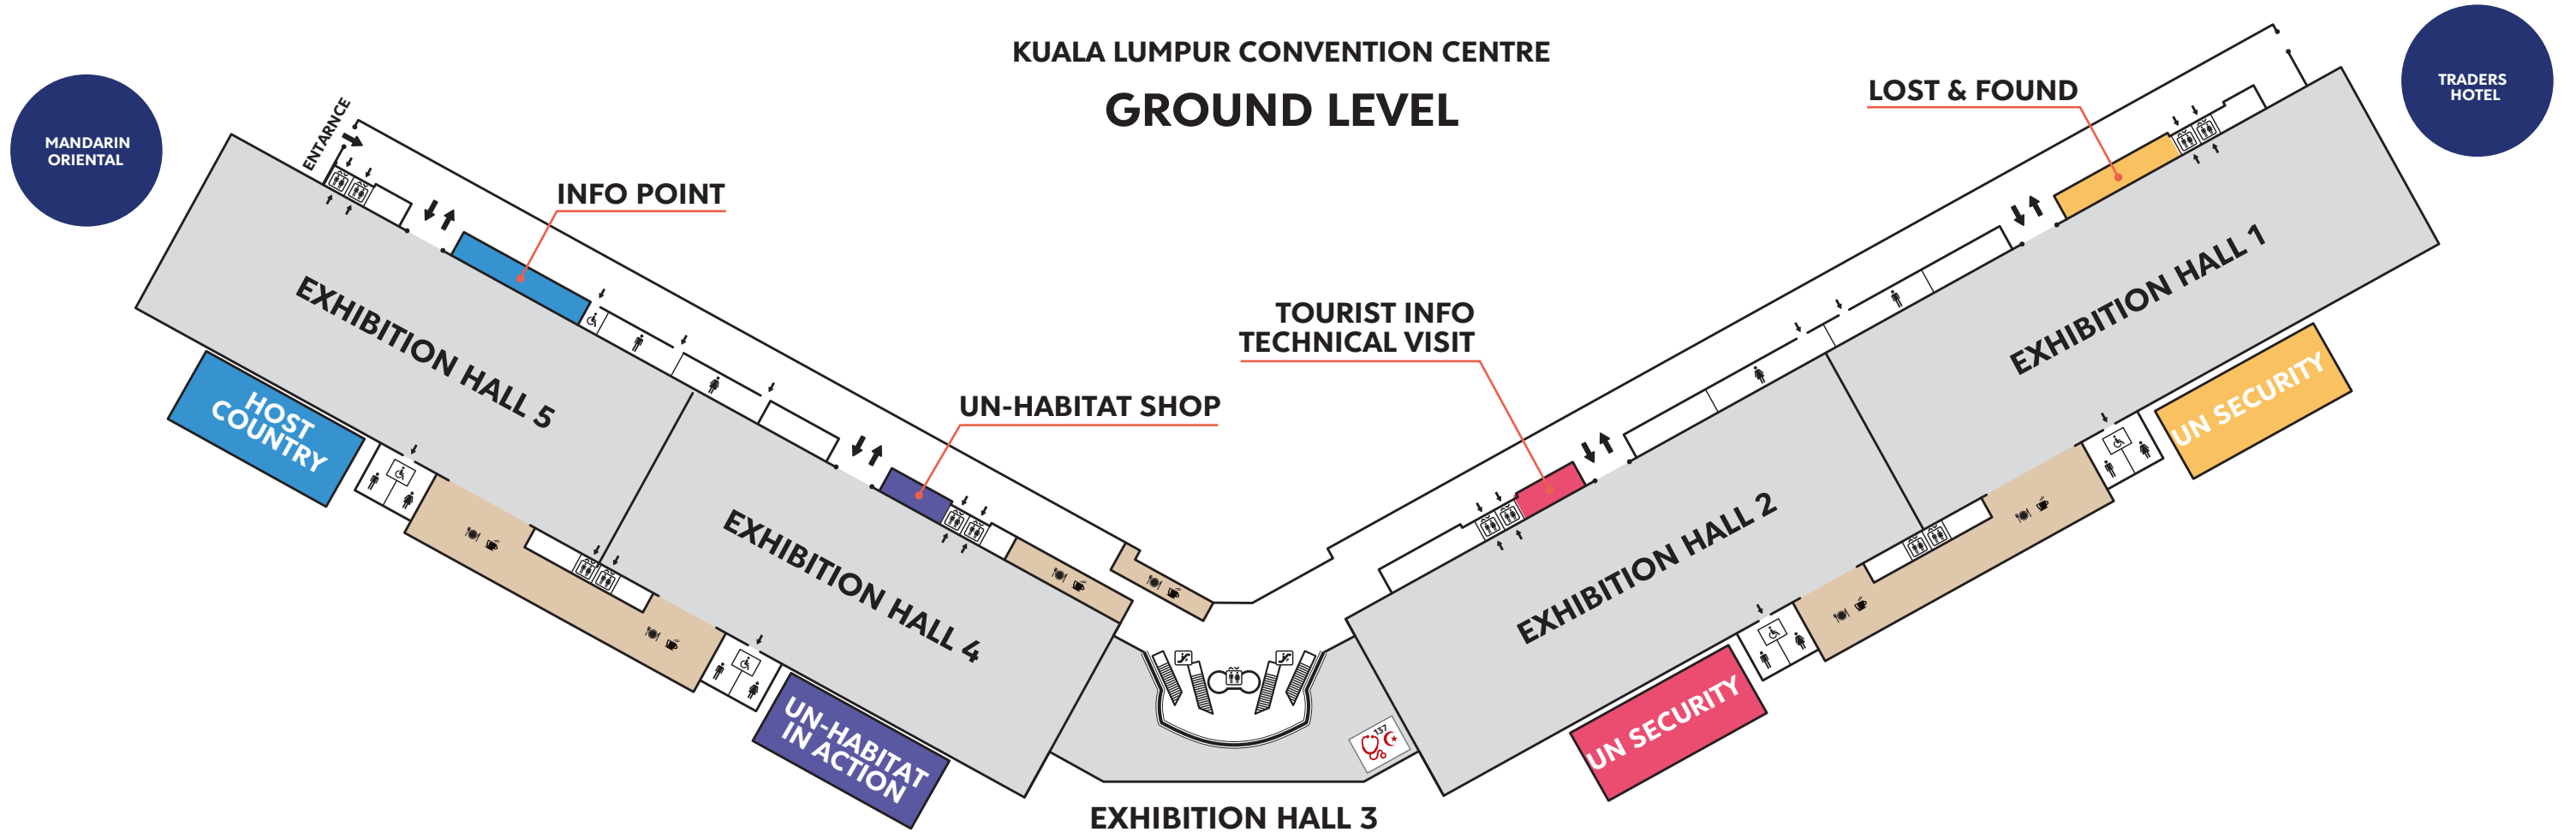 KUALA LUMPUR CONVENTION CENTRE
GROUND LEVEL
MANDARIN
ORIENTAL
ENTARNCE
INFO POINT
UN-HABITAT SHOP
TOURIST INFO
TECHNICAL VISIT
LOST & FOUND
TRADERS
HOTEL
EXHIBITION HALL 5
EXHIBITION HALL 4
EXHIBITION HALL 2
EXHIBITION HALL 1
HOST
COUNTRY
UN-HABITAT
IN ACTION
UN SECURITY
UN SECURITY
137
EXHIBITION HALL 3